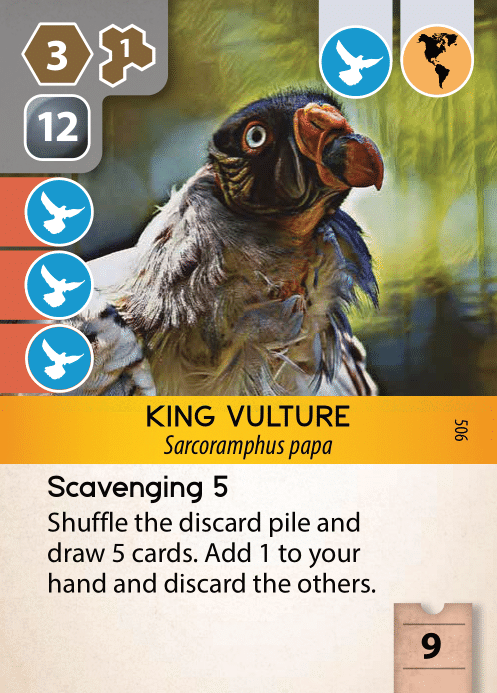 3
1
12
KING VULTURE
Sarcoramphus papa
506
Scavenging 5
Shuffle the discard pile and
draw 5 cards. Add 1 to your
hand and discard the others.
9